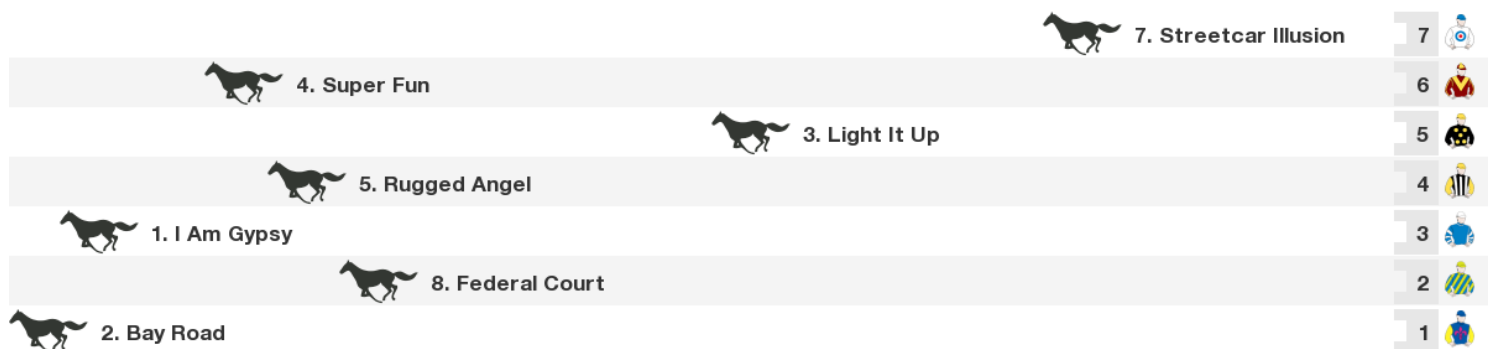 7. Streetcar Illusion 7
4. Super Fun 6
3. Light It Up 5
5. Rugged Angel 4
1. I Am Gypsy 3
8. Federal Court 2
2. Bay Road 1